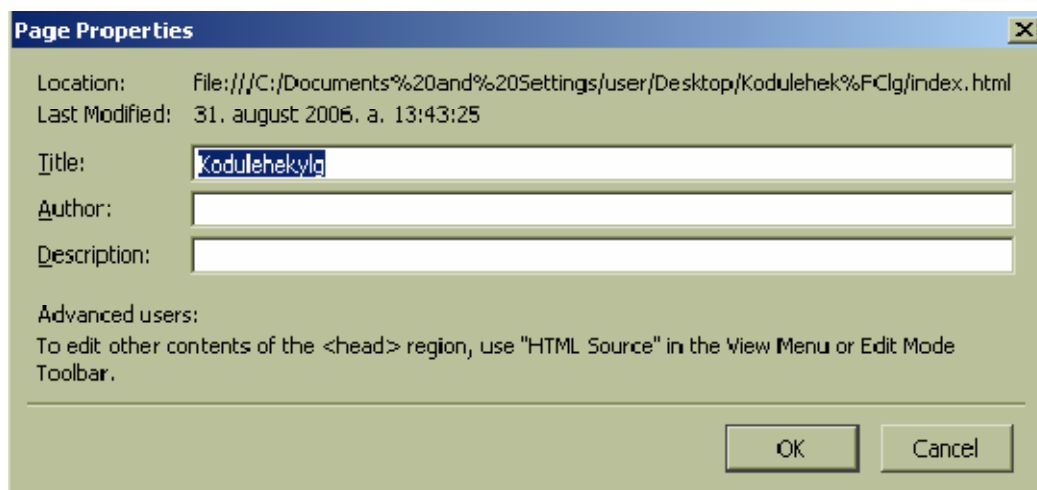 Page Properties
Location: file:///C:/Documents%20and%20Settings/user/Desktop/Kodulehek%FClg/index.html
Last Modified: 31. august 2006. a. 13:43:25
Title: Kodulehekylg
Author:
Description:
Advanced users:
To edit other contents of the <head> region, use "HTML Source" in the View Menu or Edit Mode
Toolbar.
OK Cancel